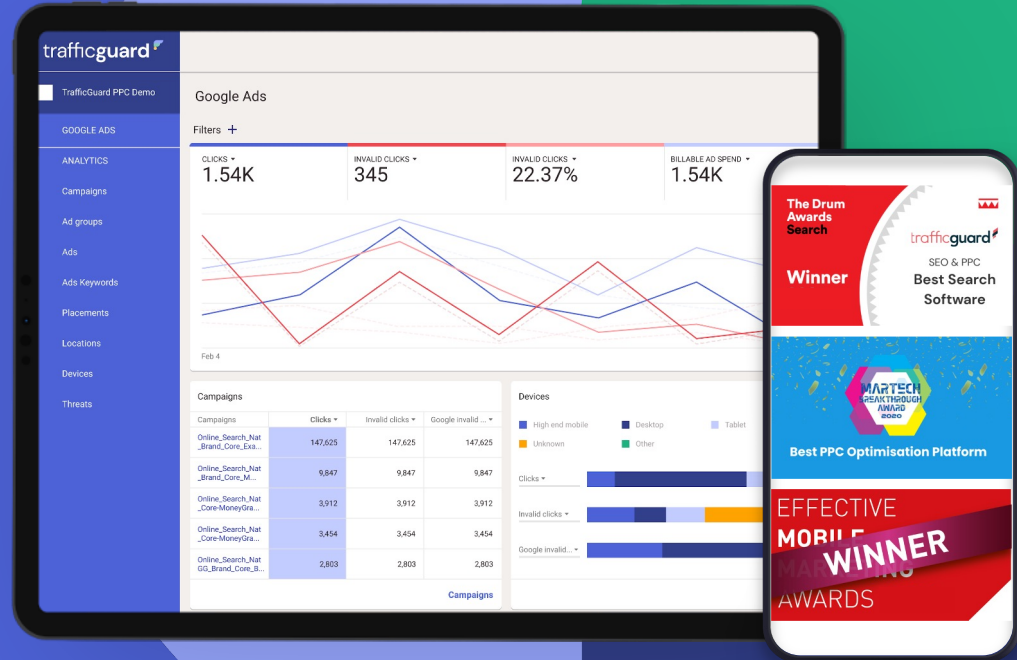 trafficguard
TrafficGuard PPC Demo
GOOGLE ADS
ANALYTICS
Campaigns
Ad groups
Ads
Ads Keywords
Placements
Locations
Devices
Threats
Google Ads
Filters +
CLICKS
1.54K
INVALID CLICKS
345
INVALID CLICKS
22.37%
BILLABLE AD SPEND
1.54K
Feb 4
Campaigns
Campaigns Clicks Invalid clicks Google invalid ...
Online_Search_Nat
_Brand_Core_Exa... 147,625 147,625 147,625
Online_Search_Nat
_Brand_Core_M... 9,847 9,847 9,847
Online_Search_Nat
_Core-MoneyGra... 3,912 3,912 3,912
Online_Search_Nat
_Core-MoneyGra... 3,454 3,454 3,454
Online_Search_Nat
GG_Brand_Core_B... 2,803 2,803 2,803
Campaigns
Devices
High end mobile Desktop Tablet
Unknown Other
Clicks
Invalid clicks
Google invalid...
The Drum
Awards
Search
Winner
trafficguard
SEO & PPC
Best Search
Software
MARTECH
BREAKTHROUGH
AWARD
2020
Best PPC Optimisation Platform
EFFECTIVE
MOBILE
MARKETING
AWARDS
WINNER